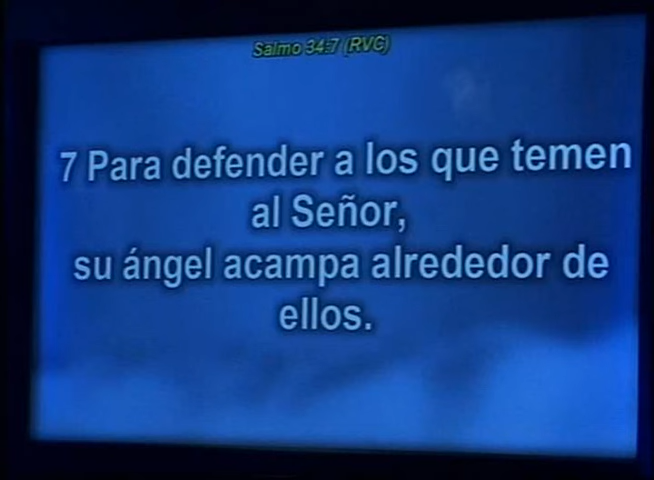 Salmo 34:7 (RVC)
7 Para defender a los que temen
al Señor,
su ángel acampa alrededor de
ellos.